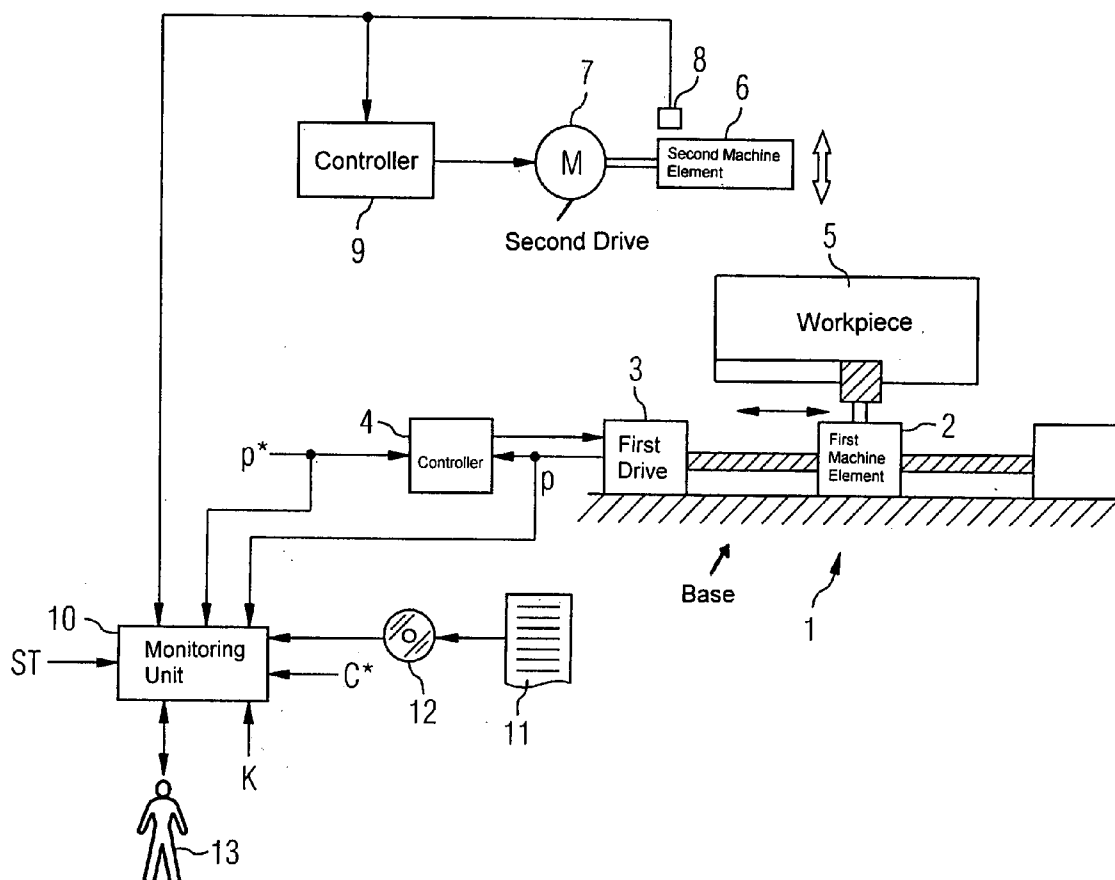 8
7
6
Controller
M
Second Machine
Element
9
Second Drive
5
Workpiece
3
4
2
p*
Controller
First
Drive
First
Machine
Element
p
Base
1
10
Monitoring
Unit
ST
C*
12
11
K
13